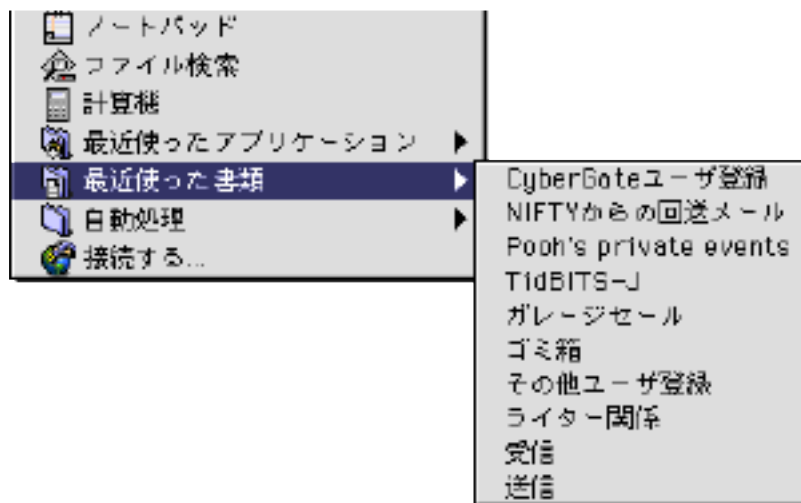 ノートパッド
ファイル検索
計算機
最近使ったアプリケーション
最近使った書類
自動処理
接続する...
CyberGateユーザ登録
NIFTYからの回送メール
Pooh's private events
TidBITS-J
ガレージセール
ゴミ箱
その他ユーザ登録
ライター関係
受信
送信